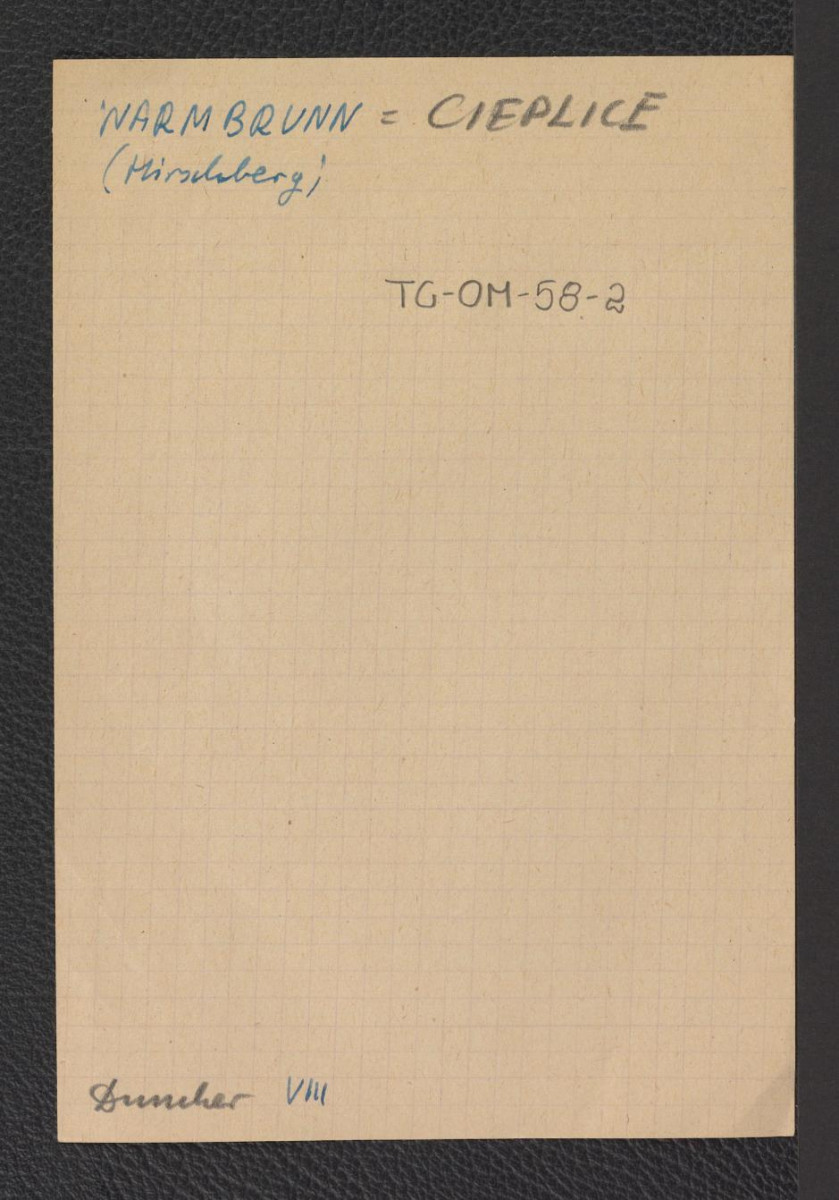 WARMBRUNN = CIEPLICE
(Hirschberg)
TG-OM-58-2
Duncker VIII